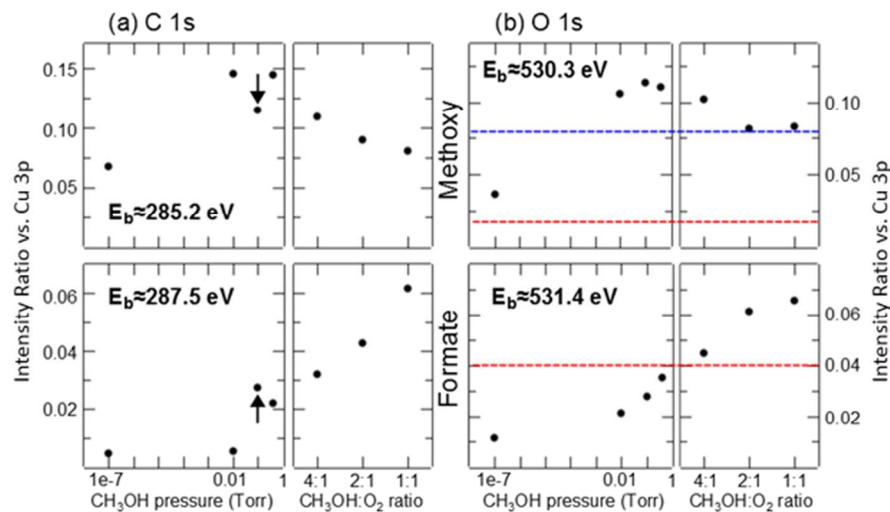 (a) C 1s
(b) O 1s
Intensity Ratio vs. Cu 3p
0.15
0.10
0.05
E_b≈285.2 eV
Methoxy
E_b≈530.3 eV
0.10
0.05
Intensity Ratio vs. Cu 3p
0.06
0.04
0.02
E_b≈287.5 eV
Formate
E_b≈531.4 eV
0.06
0.04
0.02
1e-7 0.01 1
4:1 2:1 1:1
1e-7 0.01 1
4:1 2:1 1:1
CH₃OH pressure (Torr)
CH₃OH:O₂ ratio
CH₃OH pressure (Torr)
CH₃OH:O₂ ratio